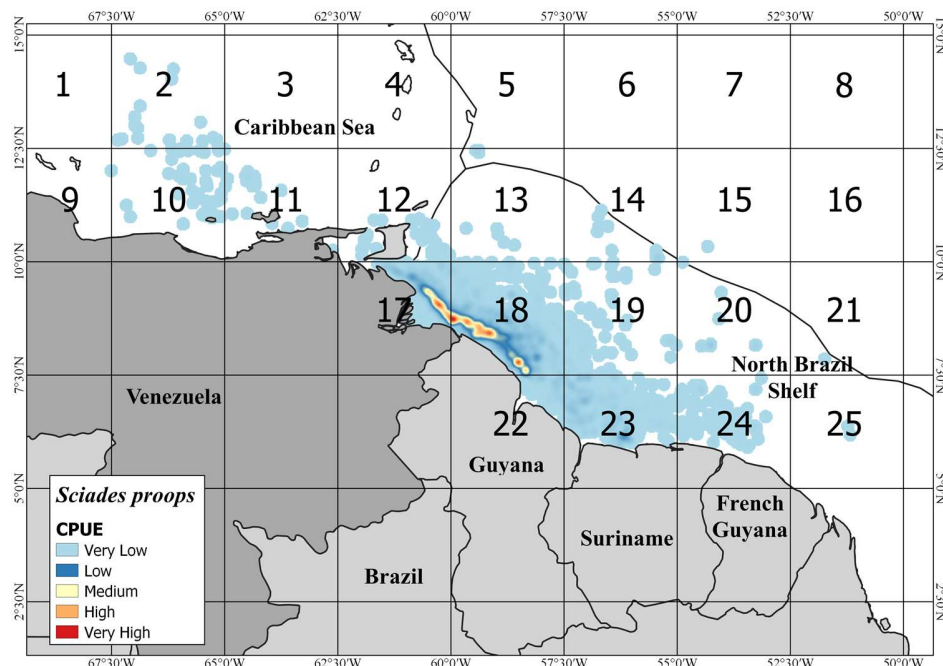 67°30'W 65°0'W 62°30'W 60°0'W 57°30'W 55°0'W 52°30'W 50°0'W
15°0'N
1 2 3 4 5 6 7 8
Caribbean Sea
12°30'N 12°30'N
9 10 11 12 13 14 15 16
10°0'N 10°0'N
17 18 19 20 21
North Brazil
Shelf
7°30'N 7°30'N
Venezuela
22 23 24 25
Guyana
5°0'N 5°0'N
French
Guyana
Suriname
Brazil
2°30'N 2°30'N
Sciades proops
CPUE
Very Low
Low
Medium
High
Very High
67°30'W 65°0'W 62°30'W 60°0'W 57°30'W 55°0'W 52°30'W 50°0'W